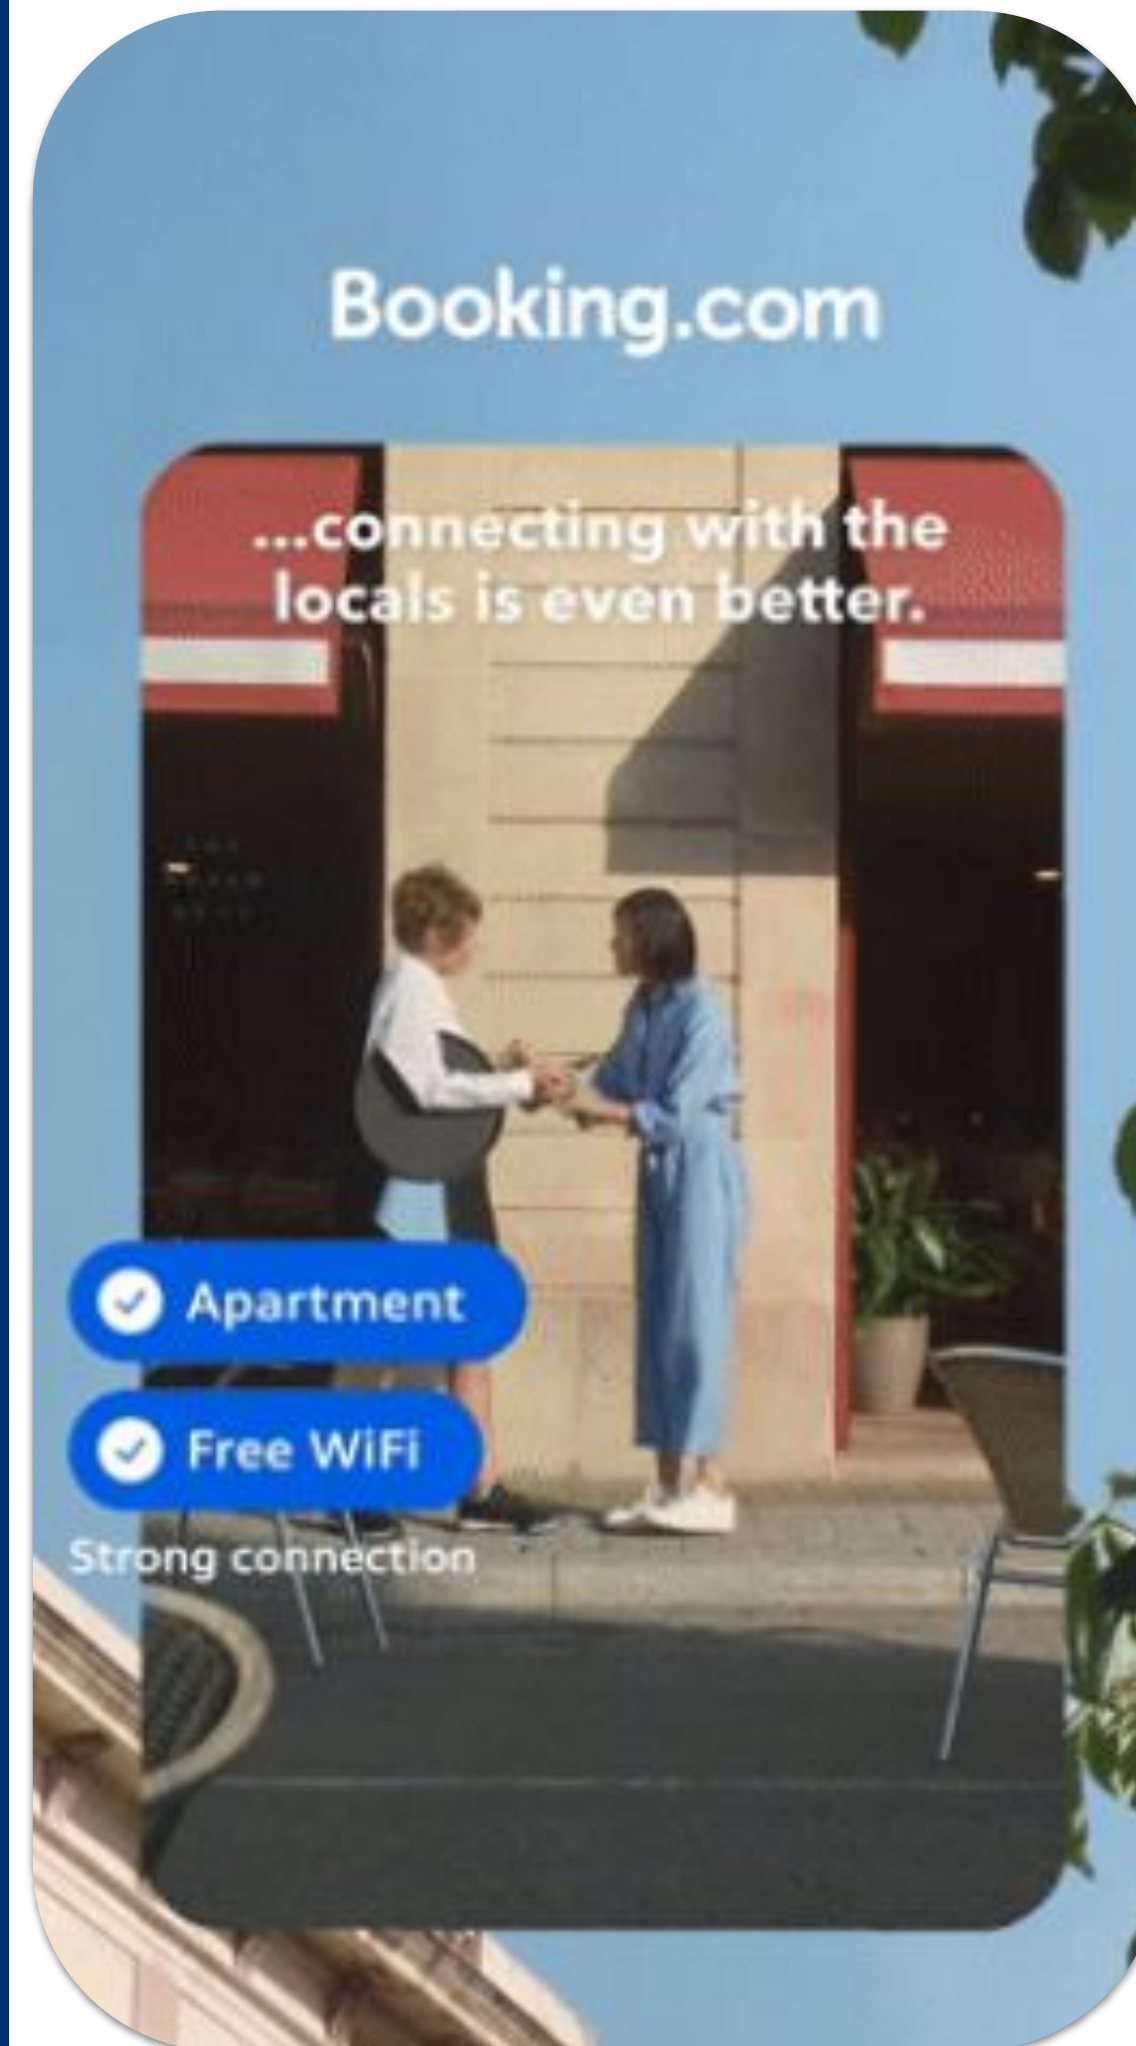 Booking.com
...connecting with the
locals is even better.
Apartment
Free WiFi
Strong connection